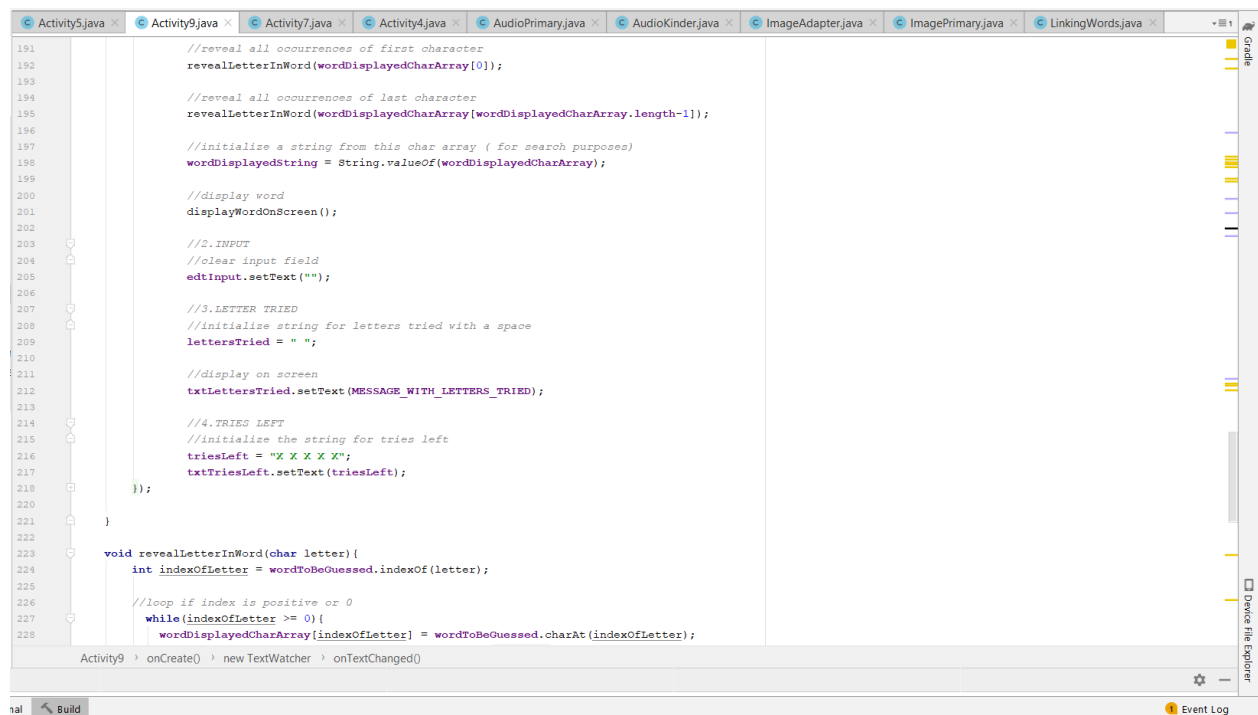 Activity5.java Activity9.java Activity7.java Activity4.java AudioPrimary.java AudioKinder.java ImageAdapter.java ImagePrimary.java LinkingWords.java 1
Gradle
191 //reveal all occurrences of first character
192 revealLetterInWord(wordDisplayedCharArray[0]);
193
194 //reveal all occurrences of last character
195 revealLetterInWord(wordDisplayedCharArray[wordDisplayedCharArray.length-1]);
196
197 //initialize a string from this char array ( for search purposes)
198 wordDisplayedString = String.valueOf(wordDisplayedCharArray);
199
200 //display word
201 displayWordOnScreen();
202
203 //2.INPUT
204 //clear input field
205 edtInput.setText("");
206
207 //3.LETTER TRIED
208 //initialize string for letters tried with a space
209 lettersTried = " ";
210
211 //display on screen
212 txtLettersTried.setText(MESSAGE_WITH_LETTERS_TRIED);
213
214 //4.TRIES LEFT
215 //initialize the string for tries left
216 triesLeft = "X X X X X";
217 txtTriesLeft.setText(triesLeft);
218 });
220
221 }
222
223 void revealLetterInWord(char letter){
224 int indexOfLetter = wordToBeGuessed.indexOf(letter);
225
226 //loop if index is positive or 0
227 while(indexOfLetter >= 0){
228 wordDisplayedCharArray[indexOfLetter] = wordToBeGuessed.charAt(indexOfLetter);
Device File Explorer
Activity9 › onCreate() › new TextWatcher › onTextChanged()
nal Build 1 Event Log